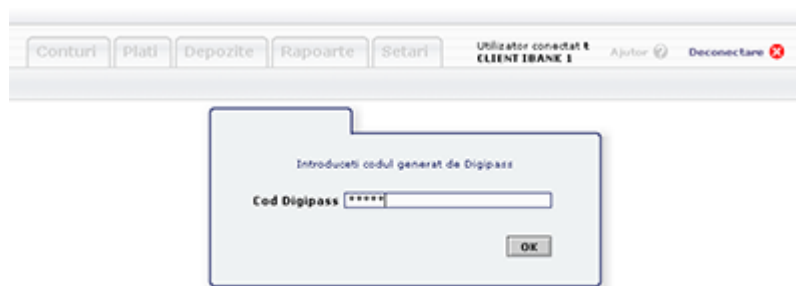 Conturi Plati Depozite Rapoarte Setari
Utilizator conectat t
CLIENT IBANK 1
Ajutor ?
Deconectare
Introduceti codul generat de Digipass
Cod Digipass *****
OK